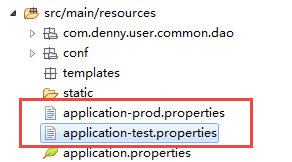 src/main/resources
com.denny.user.common.dao
conf
templates
static
application-prod.properties
application-test.properties
application.properties